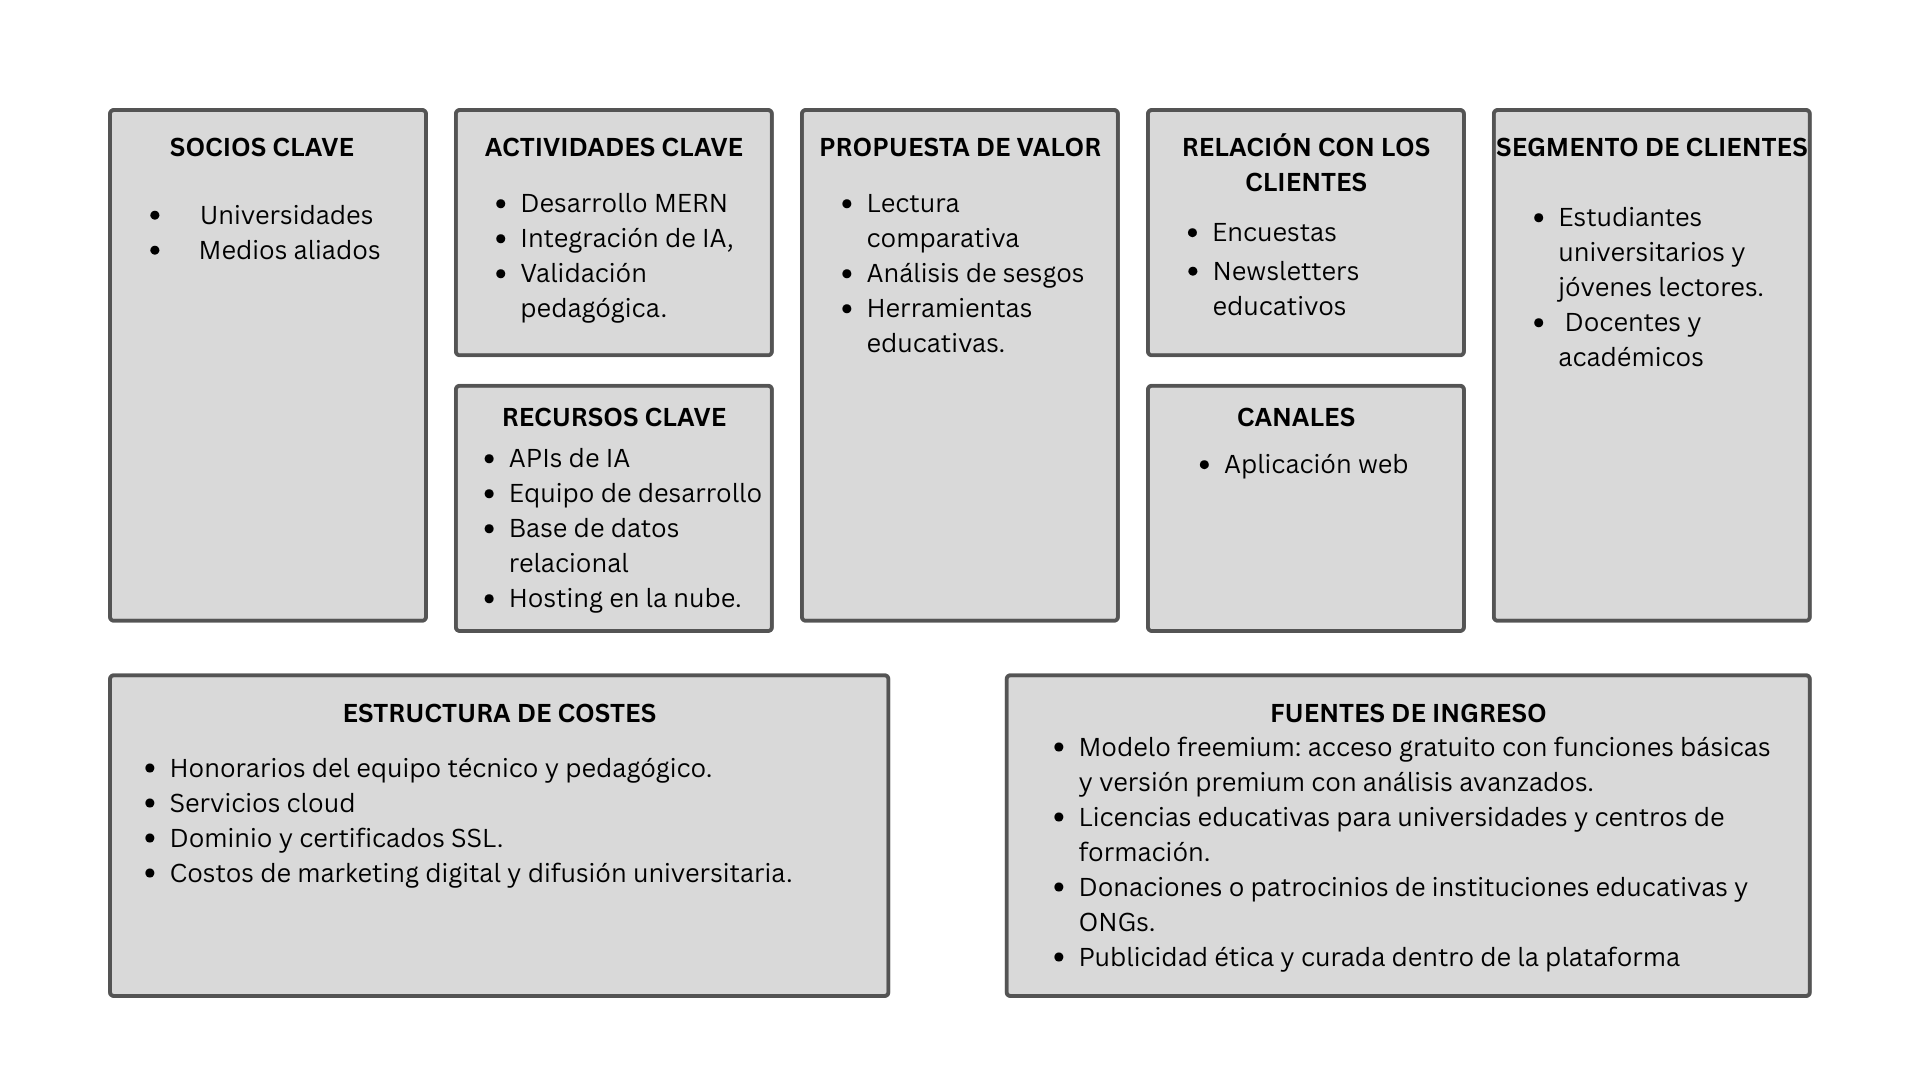 SOCIOS CLAVE
• Universidades
• Medios aliados
ACTIVIDADES CLAVE
• Desarrollo MERN
• Integración de IA,
• Validación
pedagógica.
RECURSOS CLAVE
• APIs de IA
• Equipo de desarrollo
• Base de datos
relacional
• Hosting en la nube.
PROPUESTA DE VALOR
• Lectura
comparativa
• Análisis de sesgos
• Herramientas
educativas.
RELACIÓN CON LOS
CLIENTES
• Encuestas
• Newsletters
educativos
CANALES
• Aplicación web
SEGMENTO DE CLIENTES
• Estudiantes
universitarios y
jóvenes lectores.
• Docentes y
académicos
ESTRUCTURA DE COSTES
• Honorarios del equipo técnico y pedagógico.
• Servicios cloud
• Dominio y certificados SSL.
• Costos de marketing digital y difusión universitaria.
FUENTES DE INGRESO
• Modelo freemium: acceso gratuito con funciones básicas
y versión premium con análisis avanzados.
• Licencias educativas para universidades y centros de
formación.
• Donaciones o patrocinios de instituciones educativas y
ONGs.
• Publicidad ética y curada dentro de la plataforma